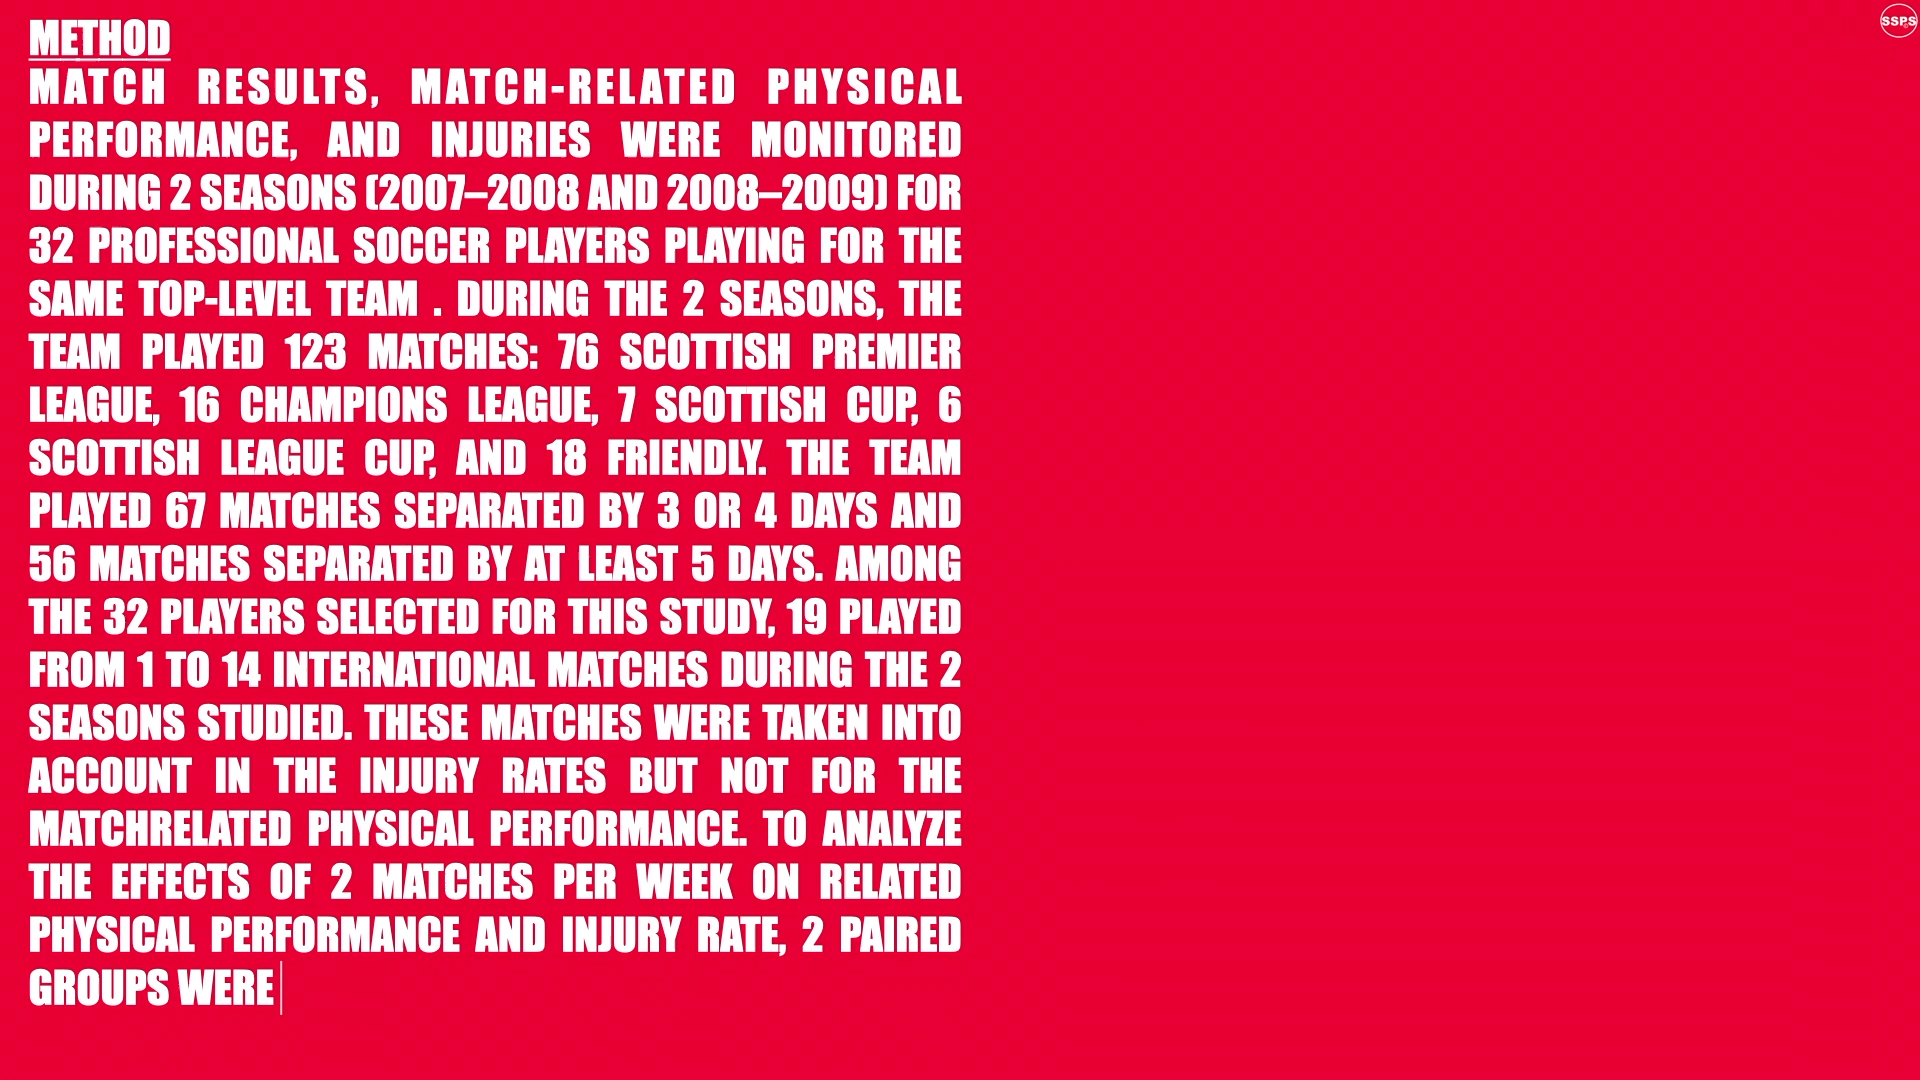 METHOD
MATCH RESULTS, MATCH-RELATED PHYSICAL
PERFORMANCE, AND INJURIES WERE MONITORED
DURING 2 SEASONS (2007–2008 AND 2008–2009) FOR
32 PROFESSIONAL SOCCER PLAYERS PLAYING FOR THE
SAME TOP-LEVEL TEAM . DURING THE 2 SEASONS, THE
TEAM PLAYED 123 MATCHES: 76 SCOTTISH PREMIER
LEAGUE, 16 CHAMPIONS LEAGUE, 7 SCOTTISH CUP, 6
SCOTTISH LEAGUE CUP, AND 18 FRIENDLY. THE TEAM
PLAYED 67 MATCHES SEPARATED BY 3 OR 4 DAYS AND
56 MATCHES SEPARATED BY AT LEAST 5 DAYS. AMONG
THE 32 PLAYERS SELECTED FOR THIS STUDY, 19 PLAYED
FROM 1 TO 14 INTERNATIONAL MATCHES DURING THE 2
SEASONS STUDIED. THESE MATCHES WERE TAKEN INTO
ACCOUNT IN THE INJURY RATES BUT NOT FOR THE
MATCHRELATED PHYSICAL PERFORMANCE. TO ANALYZE
THE EFFECTS OF 2 MATCHES PER WEEK ON RELATED
PHYSICAL PERFORMANCE AND INJURY RATE, 2 PAIRED
GROUPS WERE
SSPS